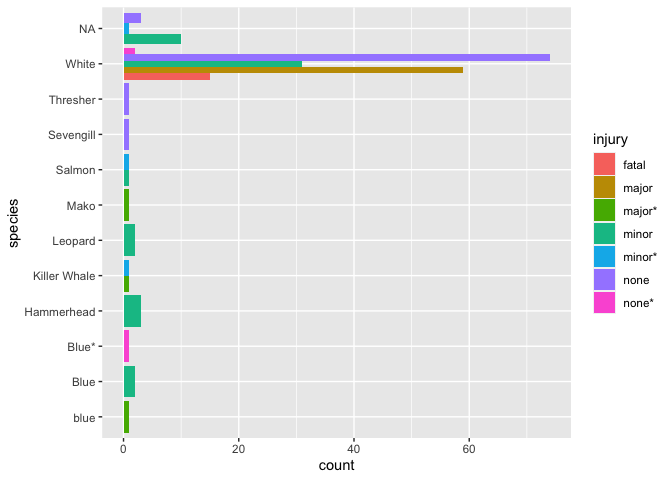 NA
White
Thresher
Sevengill
Salmon
Mako
Leopard
Killer Whale
Hammerhead
Blue*
Blue
blue
species
0 20 40 60
count
injury
fatal
major
major*
minor
minor*
none
none*